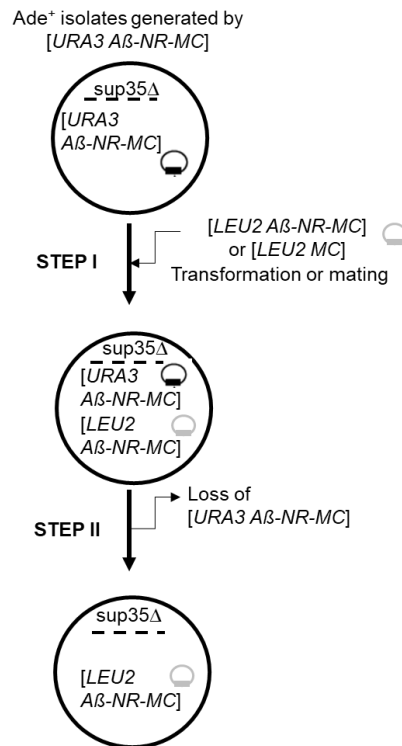 Ade⁺ isolates generated by
[URA3 Aß-NR-MC]
sup35Δ
[URA3
Aß-NR-MC]
[LEU2 Aß-NR-MC]
or [LEU2 MC]
STEP I
Transformation or mating
sup35Δ
[URA3
Aß-NR-MC]
[LEU2
Aß-NR-MC]
Loss of
[URA3 Aß-NR-MC]
STEP II
sup35Δ
[LEU2
Aß-NR-MC]